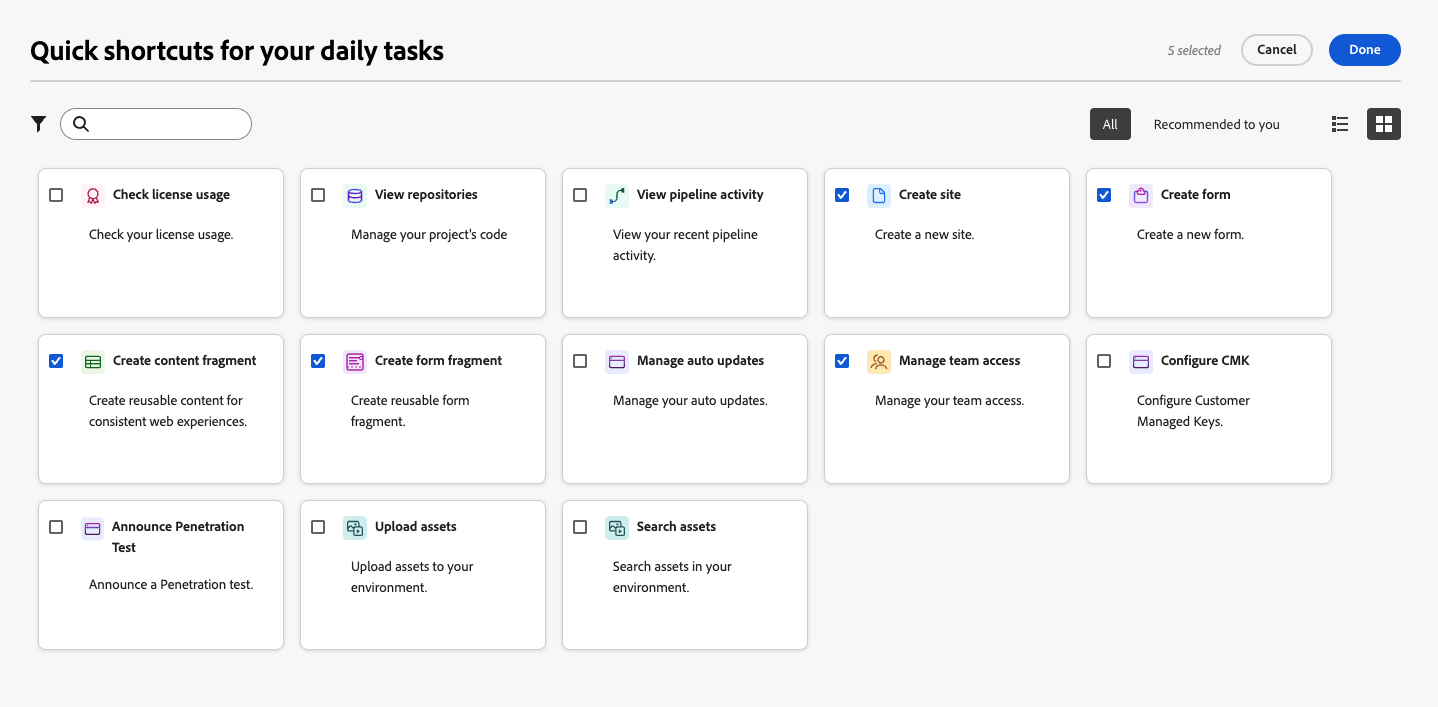 Quick shortcuts for your daily tasks
5 selected
Cancel
Done
All
Recommended to you
Check license usage
Check your license usage.
View repositories
Manage your project's code
View pipeline activity
View your recent pipeline
activity.
Create site
Create a new site.
Create form
Create a new form.
Create content fragment
Create reusable content for
consistent web experiences.
Create form fragment
Create reusable form
fragment.
Manage auto updates
Manage your auto updates.
Manage team access
Manage your team access.
Configure CMK
Configure Customer
Managed Keys.
Announce Penetration
Test
Announce a Penetration test.
Upload assets
Upload assets to your
environment.
Search assets
Search assets in your
environment.